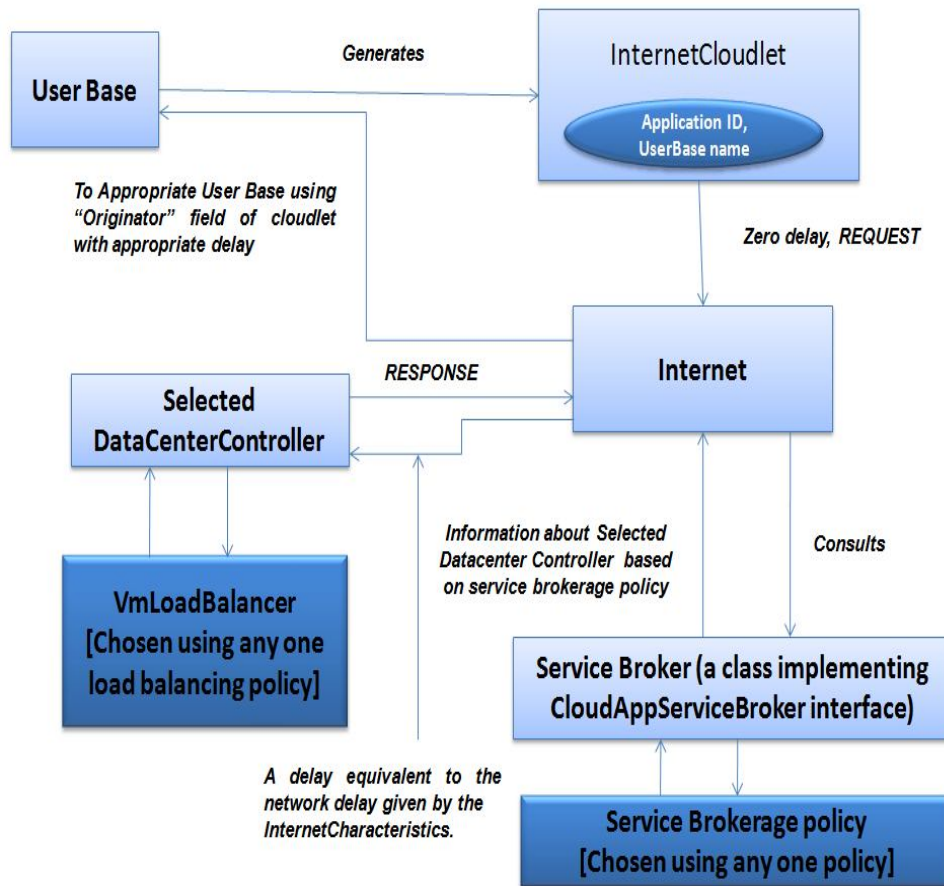 Generates
User Base
InternetCloudlet
Application ID,
UserBase name
To Appropriate User Base using
“Originator” field of cloudlet
with appropriate delay
Zero delay, REQUEST
Internet
RESPONSE
Selected
DataCenterController
Information about Selected
Datacenter Controller based
on service brokerage policy
Consults
VmLoadBalancer
[Chosen using any one
load balancing policy]
Service Broker (a class implementing
CloudAppServiceBroker interface)
A delay equivalent to the
network delay given by the
InternetCharacteristics.
Service Brokerage policy
[Chosen using any one policy]